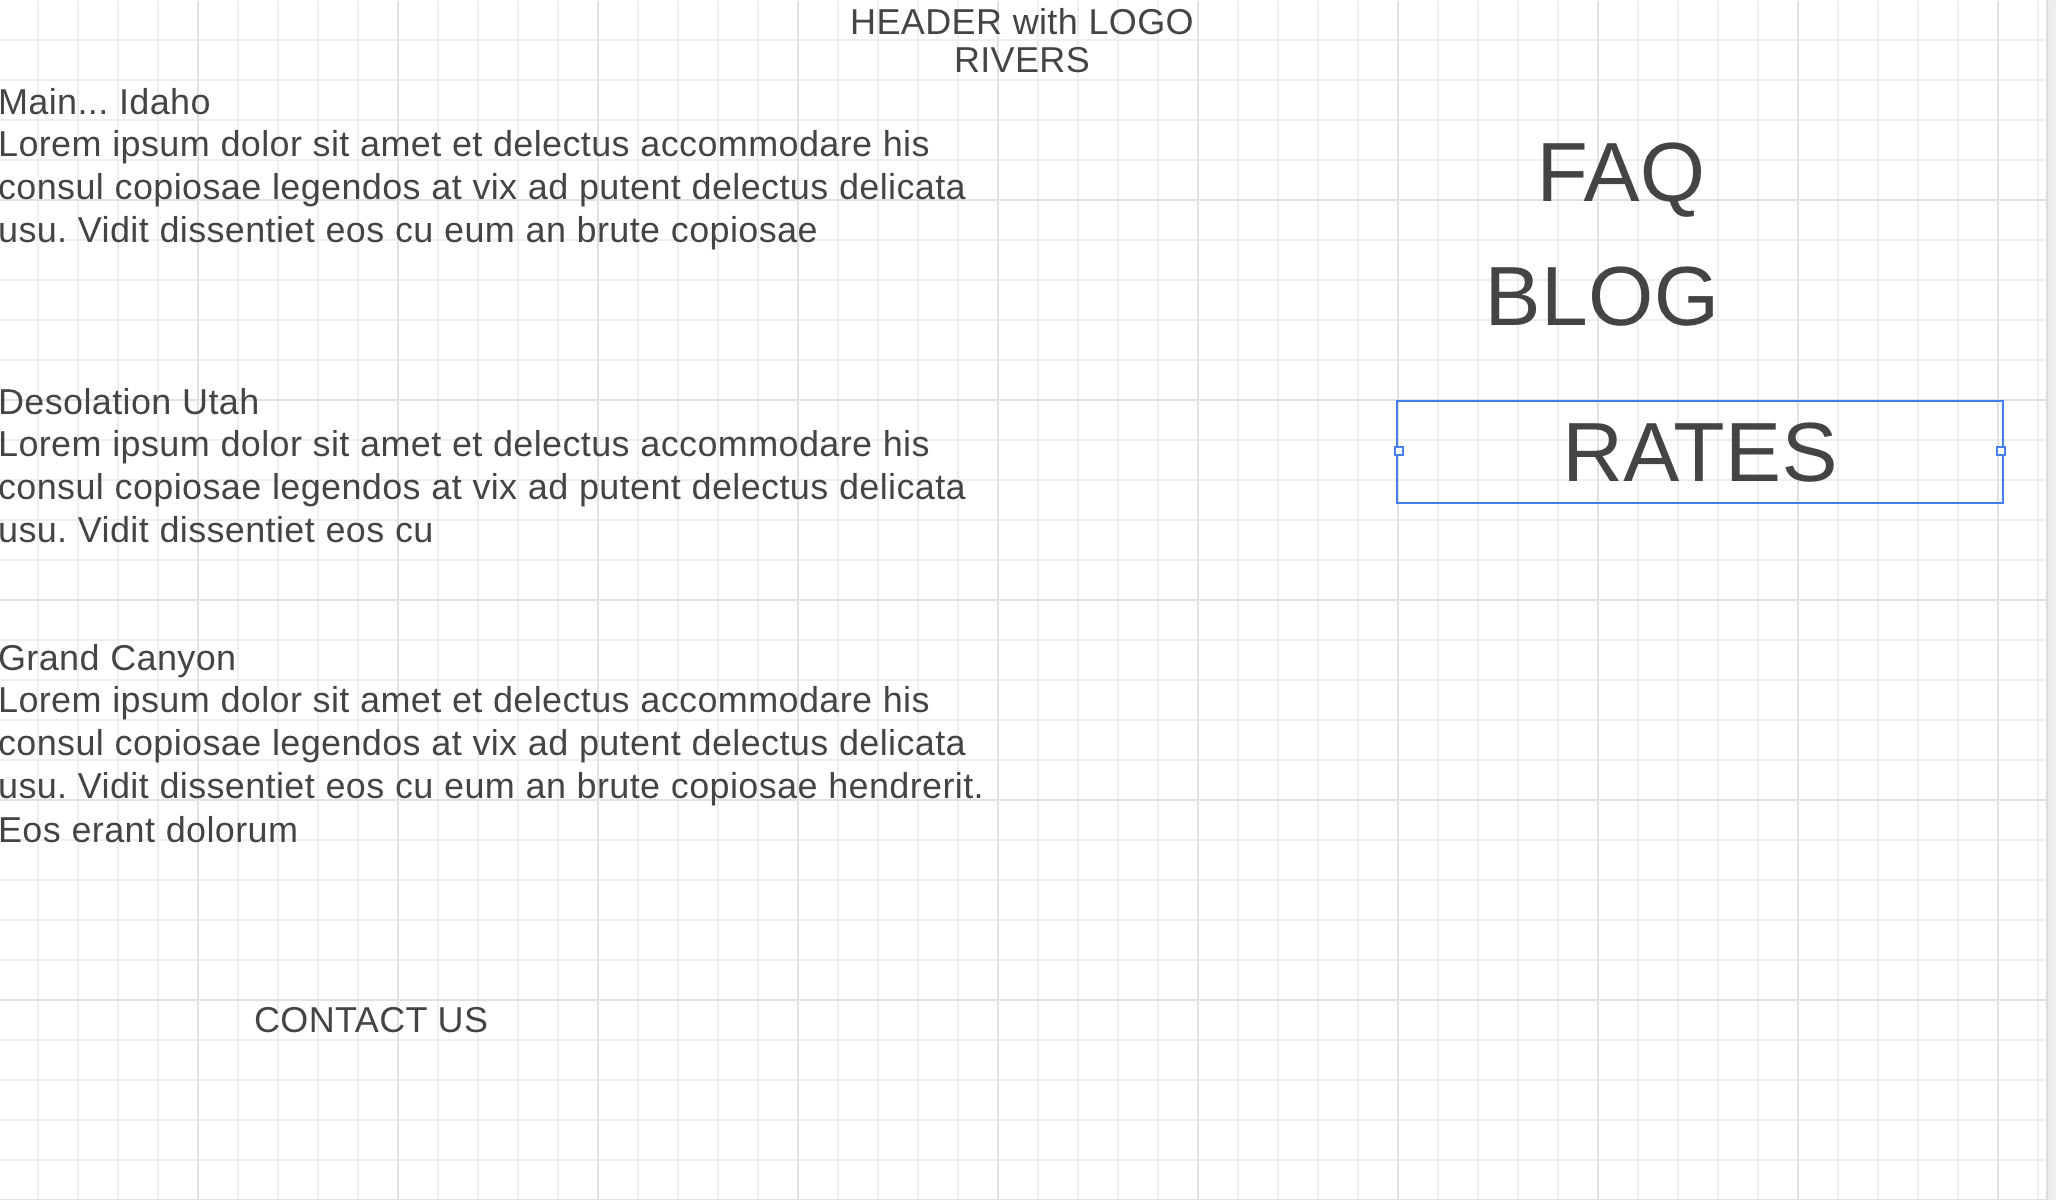 HEADER with LOGO
RIVERS
Main... Idaho
Lorem ipsum dolor sit amet et delectus accommodare his
consul copiosae legendos at vix ad putent delectus delicata
usu. Vidit dissentiet eos cu eum an brute copiosae
FAQ
BLOG
Desolation Utah
Lorem ipsum dolor sit amet et delectus accommodare his
consul copiosae legendos at vix ad putent delectus delicata
usu. Vidit dissentiet eos cu
RATES
Grand Canyon
Lorem ipsum dolor sit amet et delectus accommodare his
consul copiosae legendos at vix ad putent delectus delicata
usu. Vidit dissentiet eos cu eum an brute copiosae hendrerit.
Eos erant dolorum
CONTACT US